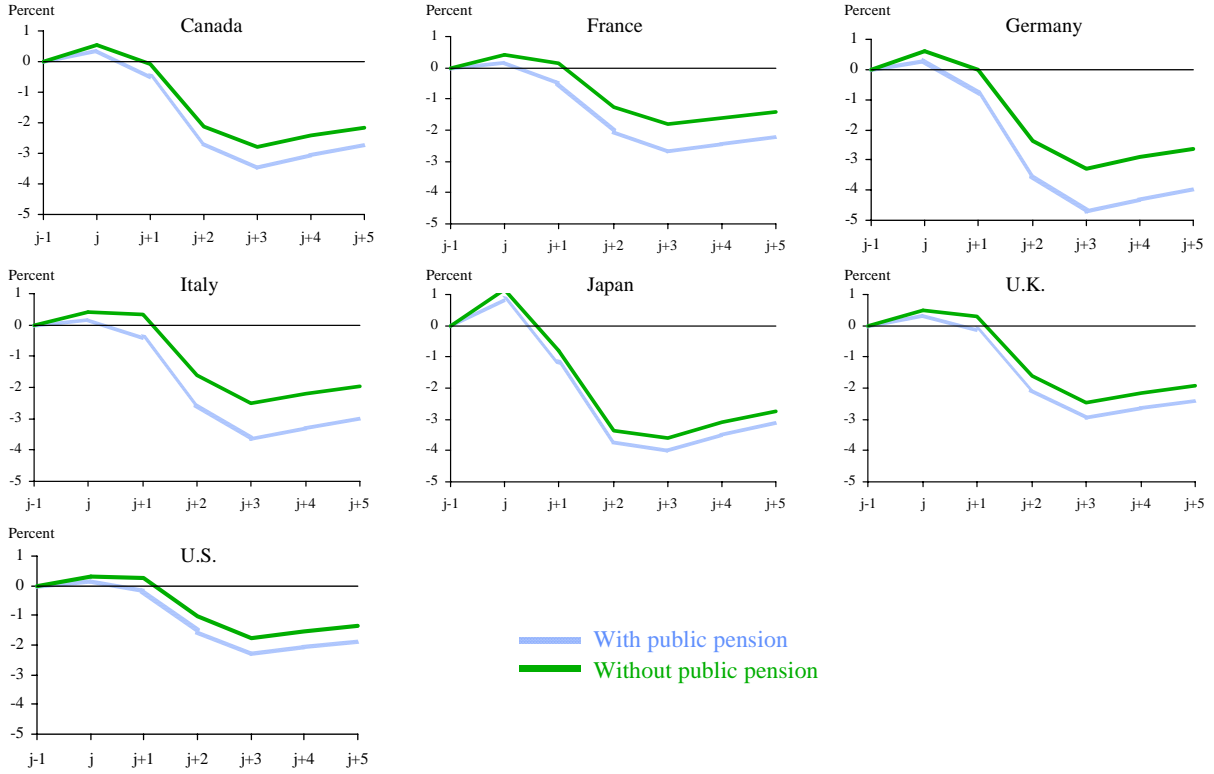 Percent
Canada
1
0
-1
-2
-3
-4
-5
j-1 j j+1 j+2 j+3 j+4 j+5
Percent
France
1
0
-1
-2
-3
-4
-5
j-1 j j+1 j+2 j+3 j+4 j+5
Percent
Germany
1
0
-1
-2
-3
-4
-5
j-1 j j+1 j+2 j+3 j+4 j+5
Percent
Italy
1
0
-1
-2
-3
-4
-5
j-1 j j+1 j+2 j+3 j+4 j+5
Percent
Japan
1
0
-1
-2
-3
-4
-5
j-1 j j+1 j+2 j+3 j+4 j+5
Percent
U.K.
1
0
-1
-2
-3
-4
-5
j-1 j j+1 j+2 j+3 j+4 j+5
Percent
U.S.
1
0
-1
-2
-3
-4
-5
j-1 j j+1 j+2 j+3 j+4 j+5
With public pension
Without public pension